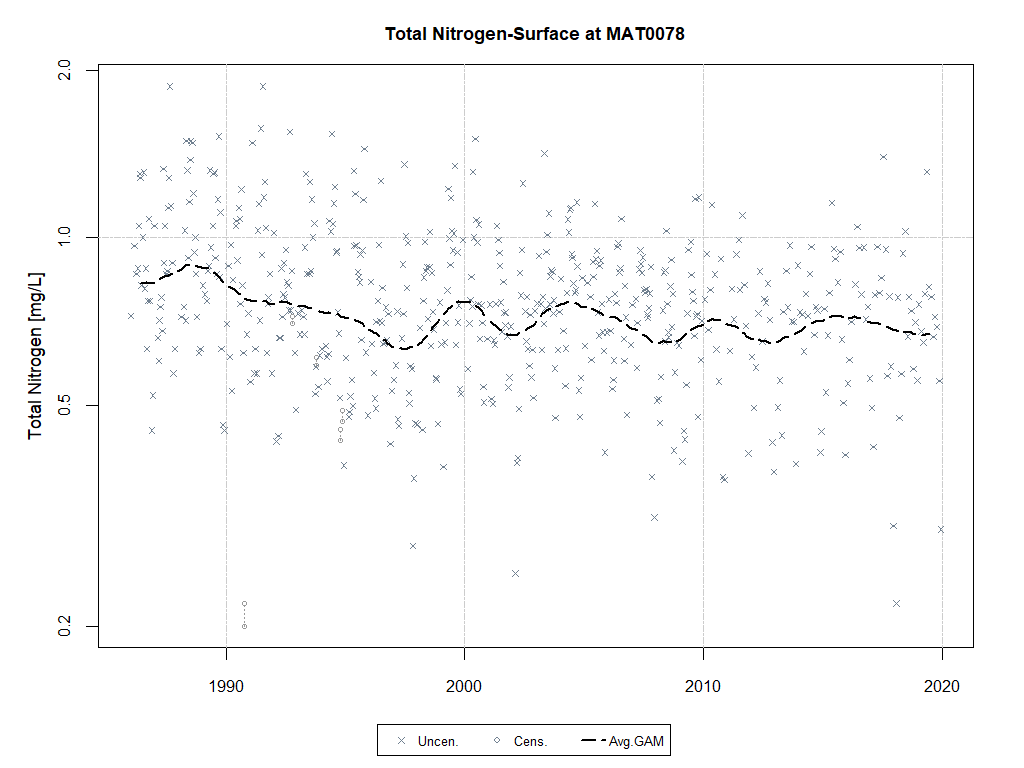 Total Nitrogen-Surface at MAT0078
Total Nitrogen [mg/L]
2.0
1.0
0.5
0.2
1990 2000 2010 2020
Uncen. Cens. Avg.GAM